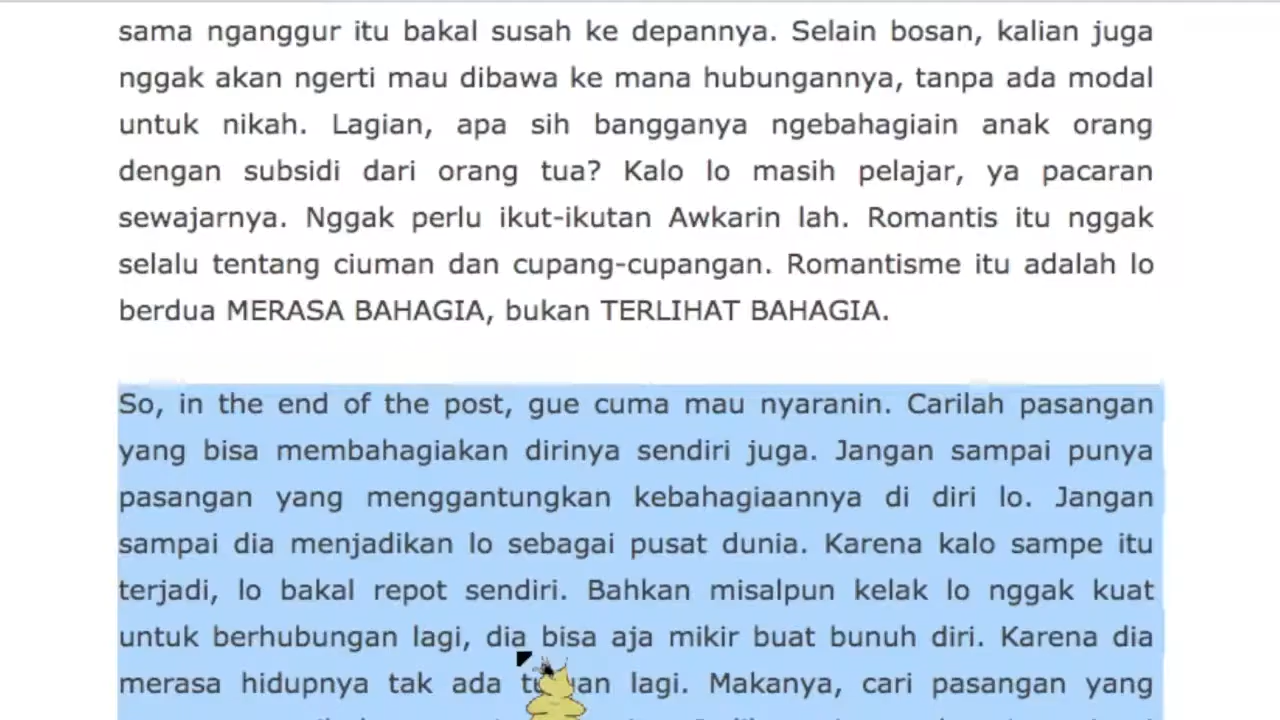 sama nganggur itu bakal susah ke depannya. Selain bosan, kalian juga
nggak akan ngerti mau dibawa ke mana hubungannya, tanpa ada modal
untuk nikah. Lagian, apa sih bangganya ngebahagiain anak orang
dengan subsidi dari orang tua? Kalo lo masih pelajar, ya pacaran
sewajarnya. Nggak perlu ikut-ikutan Awkarin lah. Romantis itu nggak
selalu tentang ciuman dan cupang-cupangan. Romantisme itu adalah lo
berdua MERASA BAHAGIA, bukan TERLIHAT BAHAGIA.
So, in the end of the post, gue cuma mau nyaranin. Carilah pasangan
yang bisa membahagiakan dirinya sendiri juga. Jangan sampai punya
pasangan yang menggantungkan kebahagiaannya di diri lo. Jangan
sampai dia menjadikan lo sebagai pusat dunia. Karena kalo sampe itu
terjadi, lo bakal repot sendiri. Bahkan misalpun kelak lo nggak kuat
untuk berhubungan lagi, dia bisa aja mikir buat bunuh diri. Karena dia
merasa hidupnya tak ada lagi. Makanya, cari pasangan yang